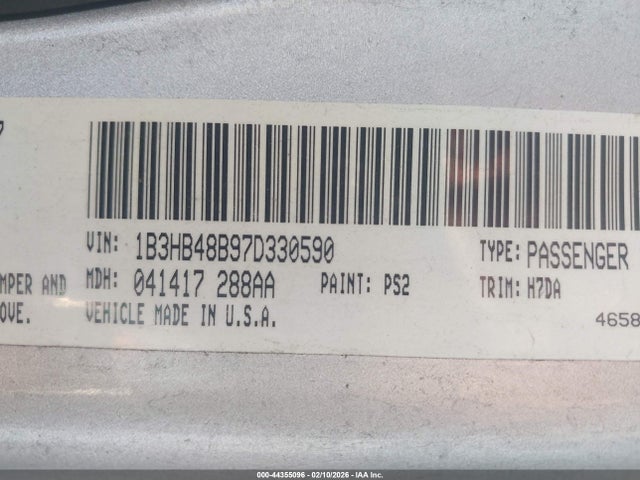 VIN: 1B3HB48B97D330590 TYPE: PASSENGER
MPER AND MDH: 041417 288AA PAINT: PS2 TRIM: H7DA
OVE. VEHICLE MADE IN U.S.A. 4658
000-44355096 - 02/10/2026 - © IAA Inc.